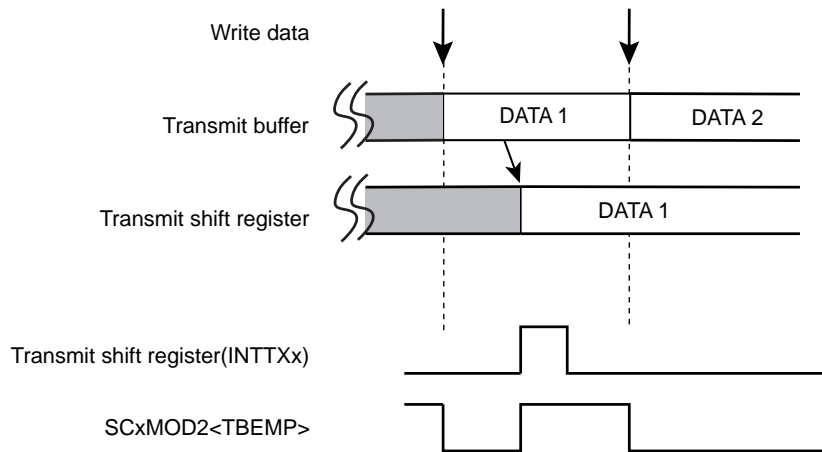 Write data
Transmit buffer
DATA 1
DATA 2
Transmit shift register
DATA 1
Transmit shift register(INTTXx)
SCxMOD2<TBEMP>